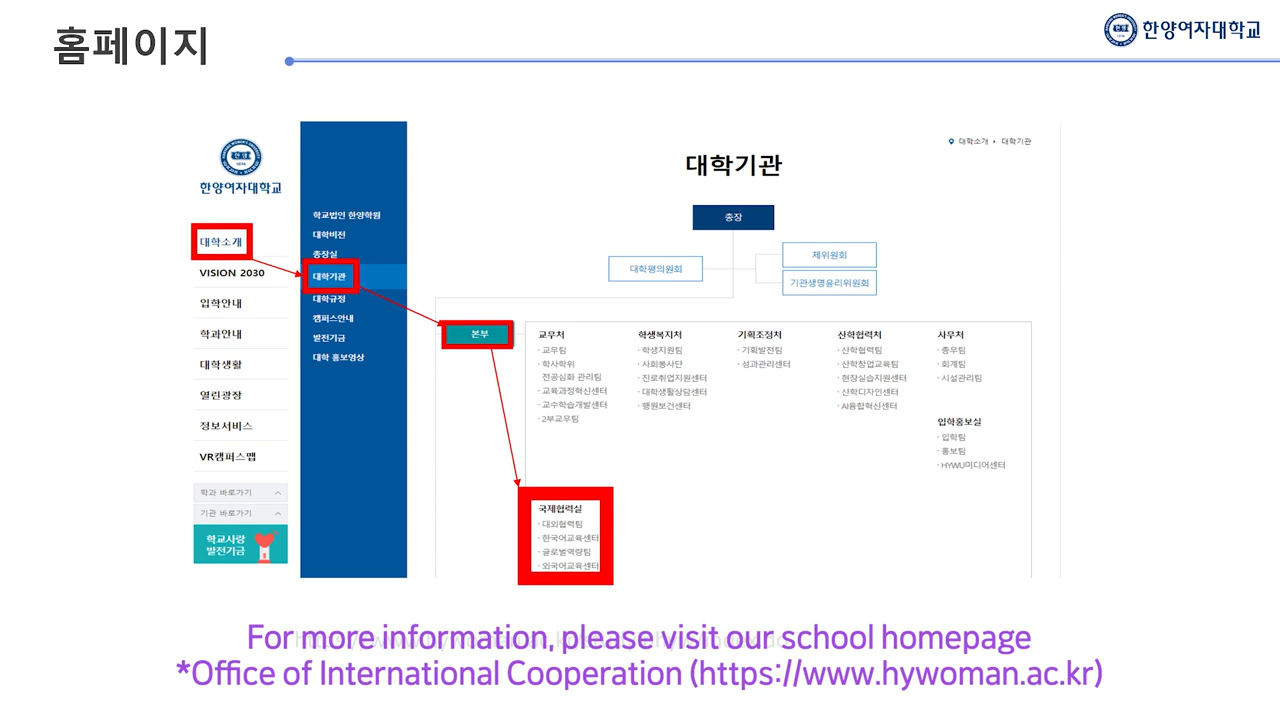 홈페이지
한양여자대학교
한양여자대학교
대학소개
VISION 2030
입학안내
학과안내
대학생활
열린광장
정보서비스
VR캠퍼스맵
학과 바로가기
기관 바로가기
학교사랑
발전기금
학교법인 한양학원
대학비전
총장실
대학기관
대학규정
캠퍼스안내
발전기금
대학 홍보영상
대학소개 • 대학기관
대학기관
총장
대학평의원회
제위원회
기관생명윤리위원회
본부
교무처
· 교무팀
· 학사학위
전공심화 관리팀
· 교육과정혁신센터
· 교수학습개발센터
· 2부교무팀
학생복지처
· 학생지원팀
· 사회봉사단
· 진로취업지원센터
· 대학생활상담센터
· 행원보건센터
기획조정처
· 기획발전팀
· 성과관리센터
산학협력처
· 산학협력팀
· 산학창업교육팀
· 현장실습지원센터
· 산학디자인센터
· AI융합혁신센터
사무처
· 총무팀
· 회계팀
· 시설관리팀
입학홍보실
· 입학팀
· 홍보팀
· HYWU미디어센터
국제협력실
· 대외협력팀
· 한국어교육센터
· 글로벌역량팀
· 외국어교육센터
For more information, please visit our school homepage
*Office of International Cooperation (https://www.hywoman.ac.kr)